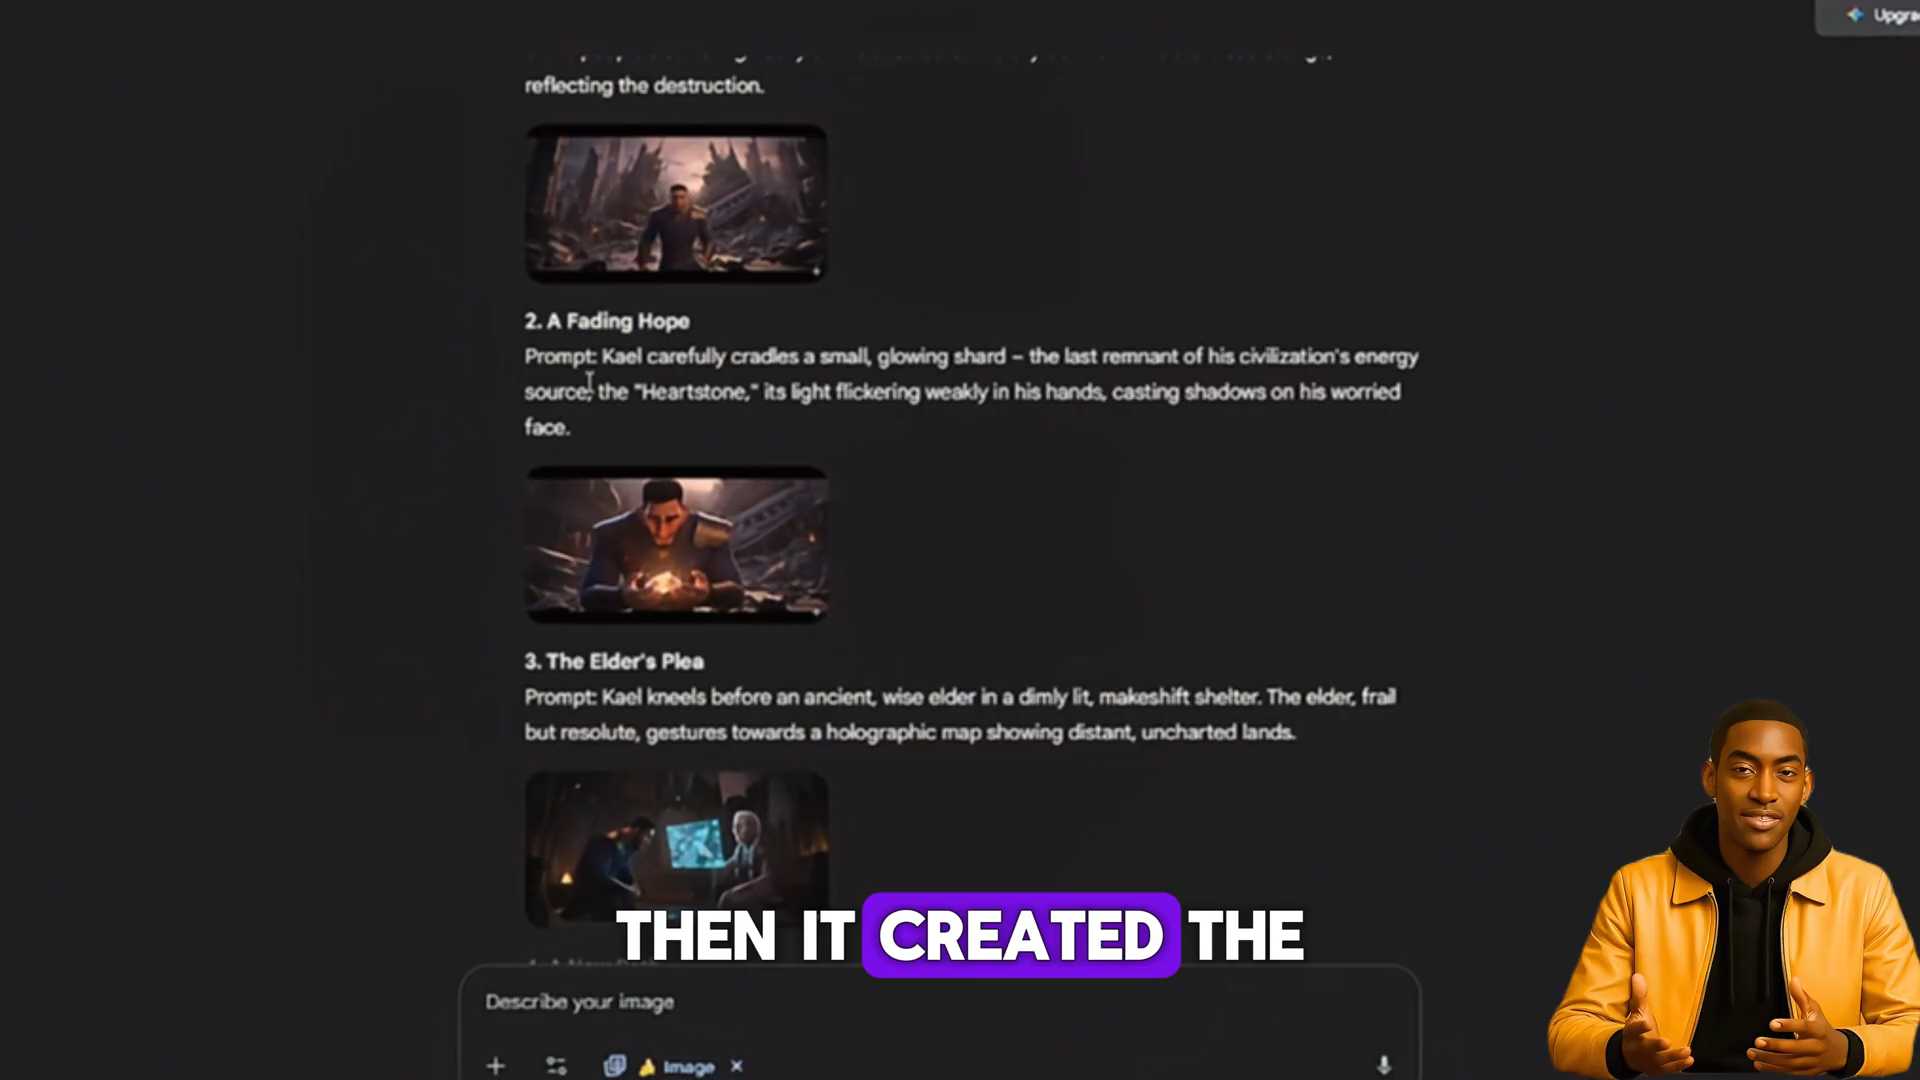 Upgra
reflecting the destruction.
2. A Fading Hope
Prompt: Kael carefully cradles a small, glowing shard – the last remnant of his civilization's energy
source, the "Heartstone," its light flickering weakly in his hands, casting shadows on his worried
face.
3. The Elder's Plea
Prompt: Kael kneels before an ancient, wise elder in a dimly lit, makeshift shelter. The elder, frail
but resolute, gestures towards a holographic map showing distant, uncharted lands.
THEN IT CREATED THE
Describe your image
Image